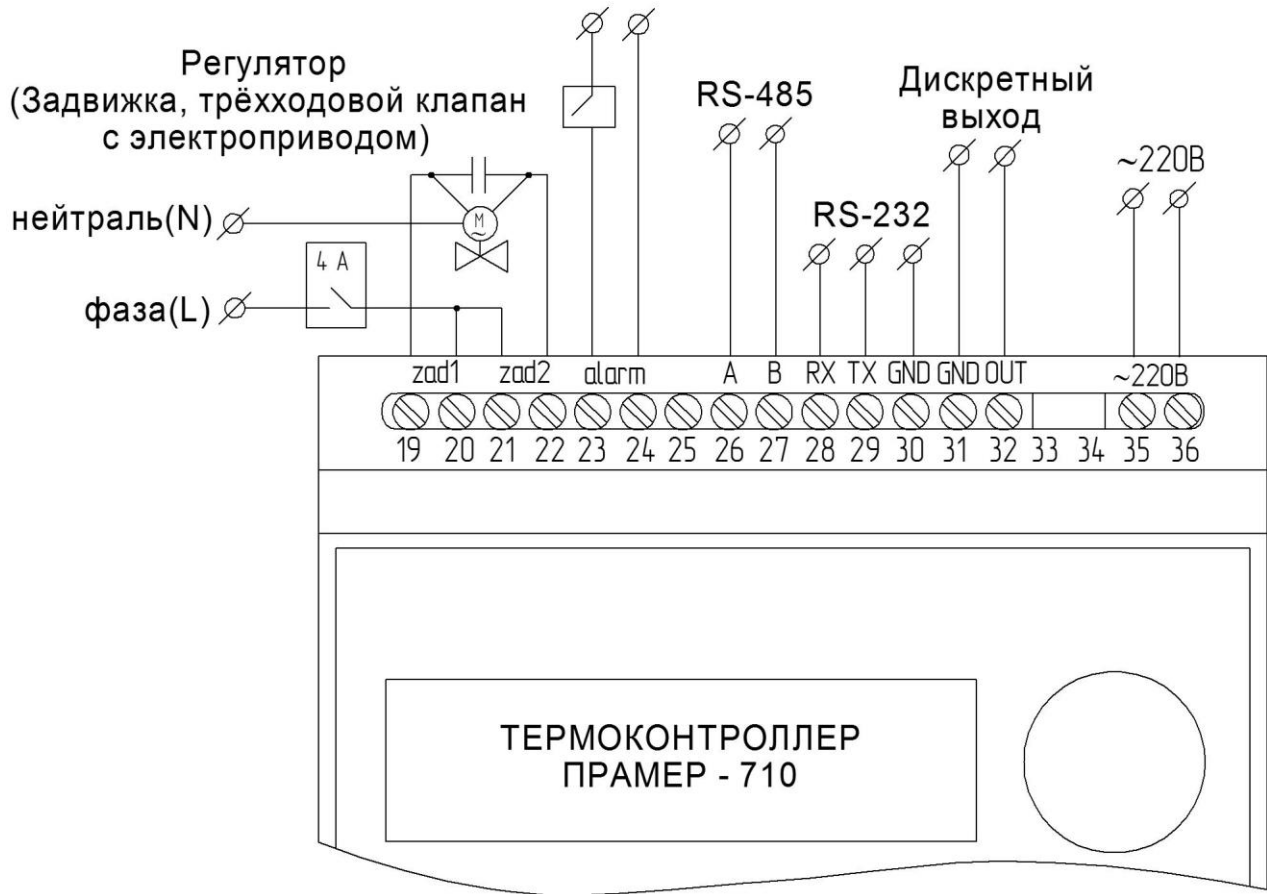 Регулятор
(Задвижка, трёхходовой клапан
с электроприводом)
RS-485
Дискретный
выход
~220В
нейтраль(N)
M
~
RS-232
4 A
фаза(L)
zad1 zad2 alarm A B RX TX GND GND OUT ~220В
19 20 21 22 23 24 25 26 27 28 29 30 31 32 33 34 35 36
ТЕРМОКОНТРОЛЛЕР
ПРАМЕР - 710